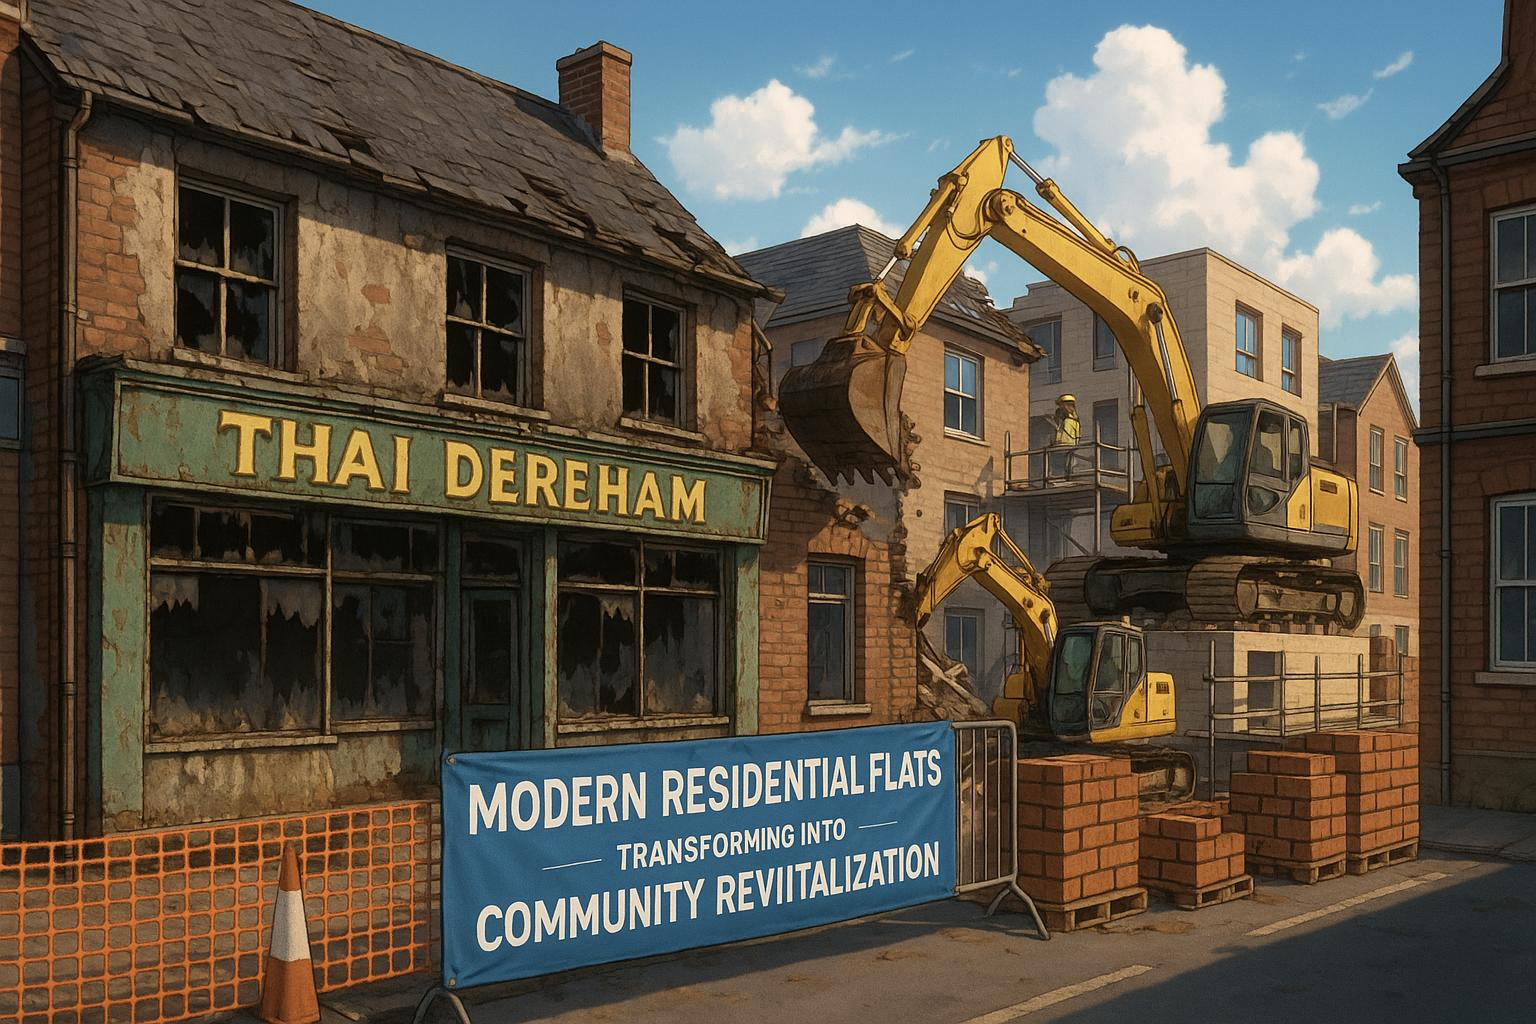 THAI DEREHAM
MODERN RESIDENTIAL FLATS
TRANSFORMING INTO
COMMUNITY REVIITALIZATION